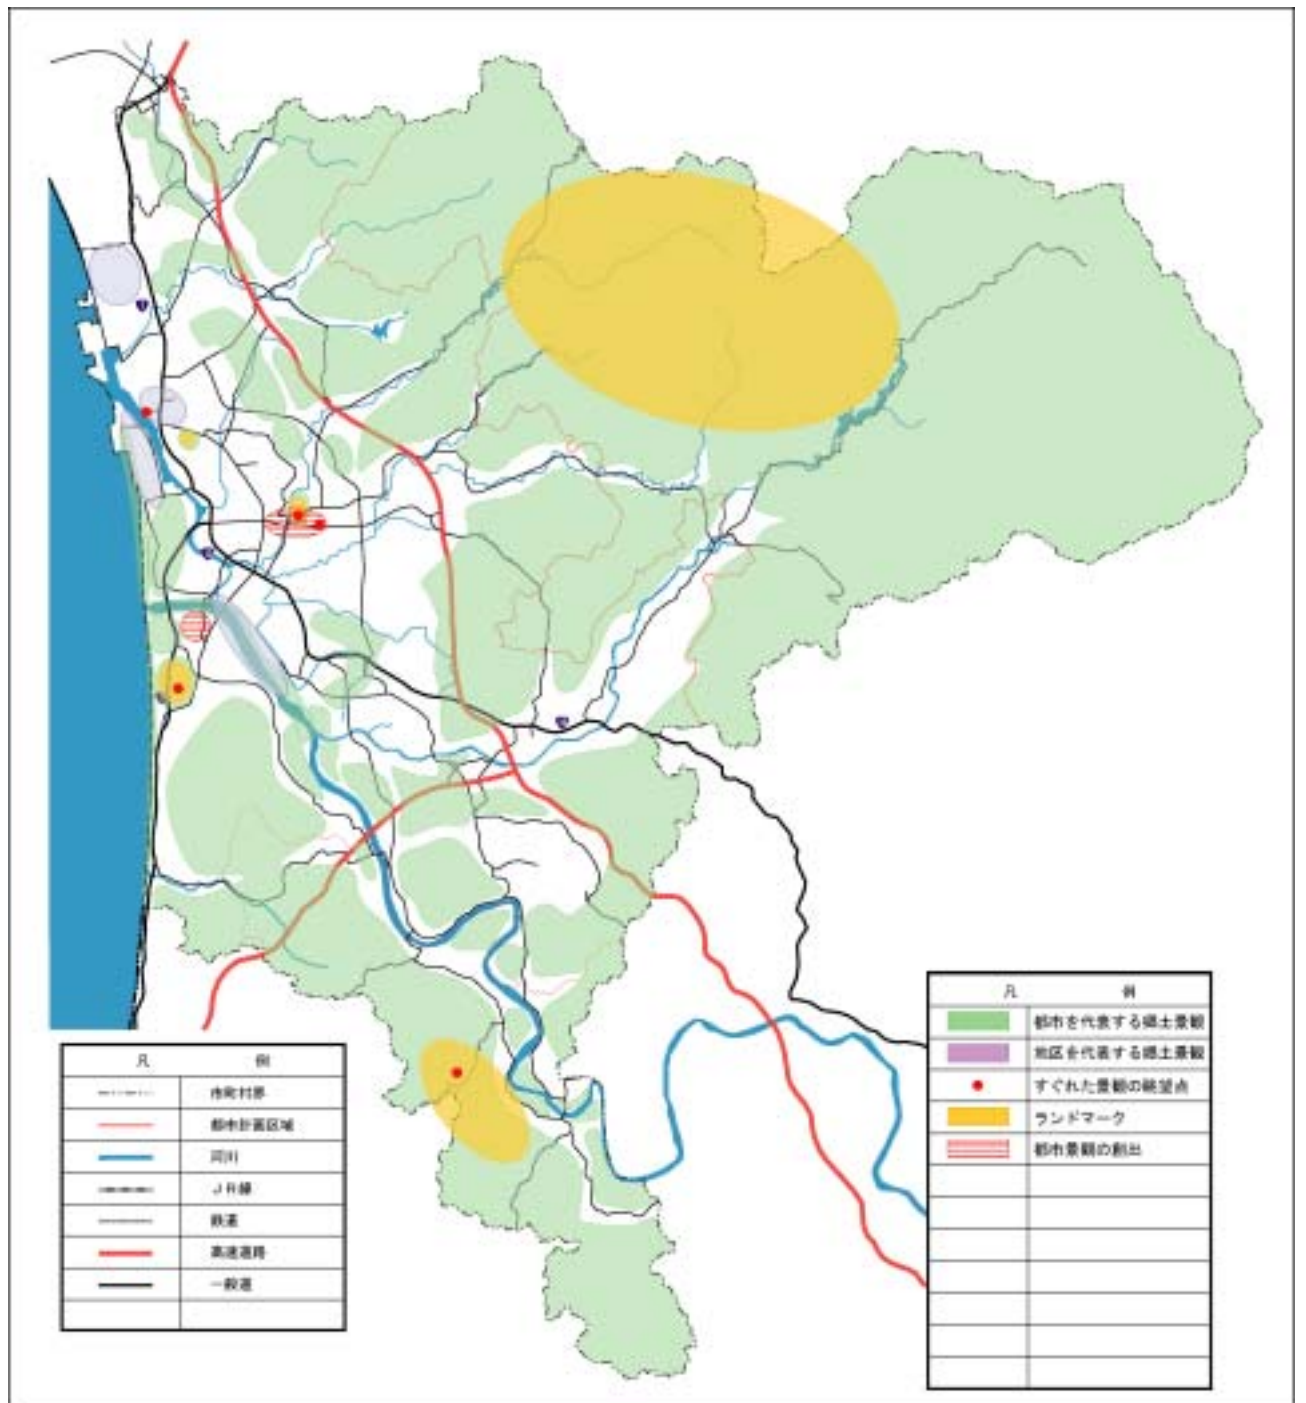 凡 例
市町村界
都市計画区域
河川
ＪＲ線
鉄道
高速道路
一般道
凡 例
都市を代表する郷土景観
地区を代表する郷土景観
すぐれた景観の眺望点
ランドマーク
都市景観の創出